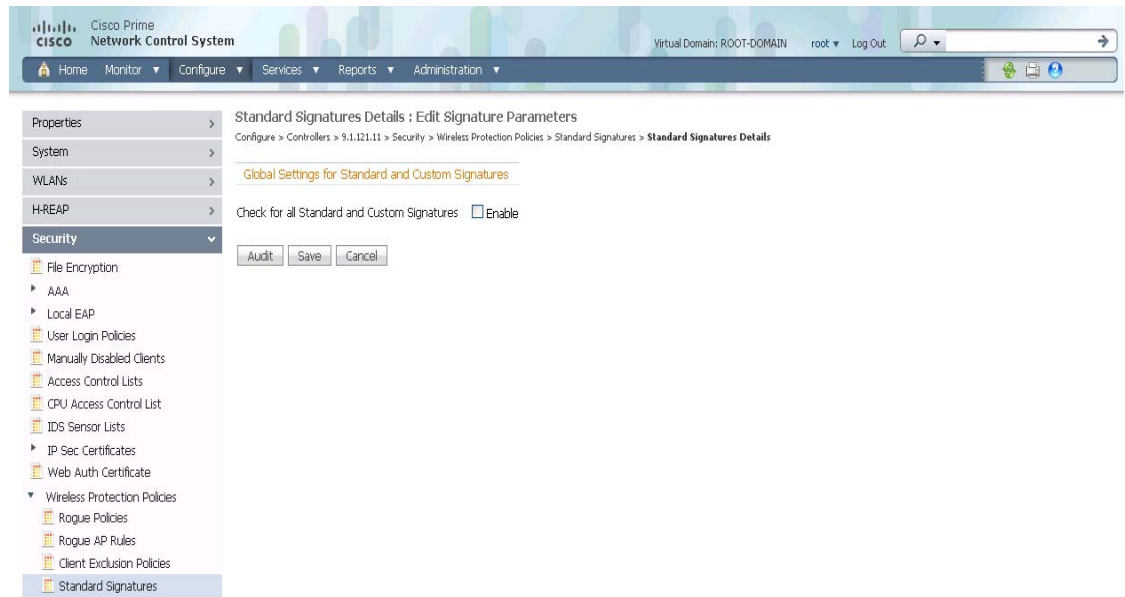 Cisco Prime
CISCO Network Control System
Virtual Domain: ROOT-DOMAIN root ▼ Log Out
Home Monitor ▼ Configure ▼ Services ▼ Reports ▼ Administration ▼
Properties
System
WLANs
H-REAP
Security
File Encryption
AAA
Local EAP
User Login Policies
Manually Disabled Clients
Access Control Lists
CPU Access Control List
IDS Sensor Lists
IP Sec Certificates
Web Auth Certificate
Wireless Protection Policies
Rogue Policies
Rogue AP Rules
Client Exclusion Policies
Standard Signatures
Standard Signatures Details : Edit Signature Parameters
Configure > Controllers > 9.1.121.11 > Security > Wireless Protection Policies > Standard Signatures > Standard Signatures Details
Global Settings for Standard and Custom Signatures
Check for all Standard and Custom Signatures Enable
Audit Save Cancel